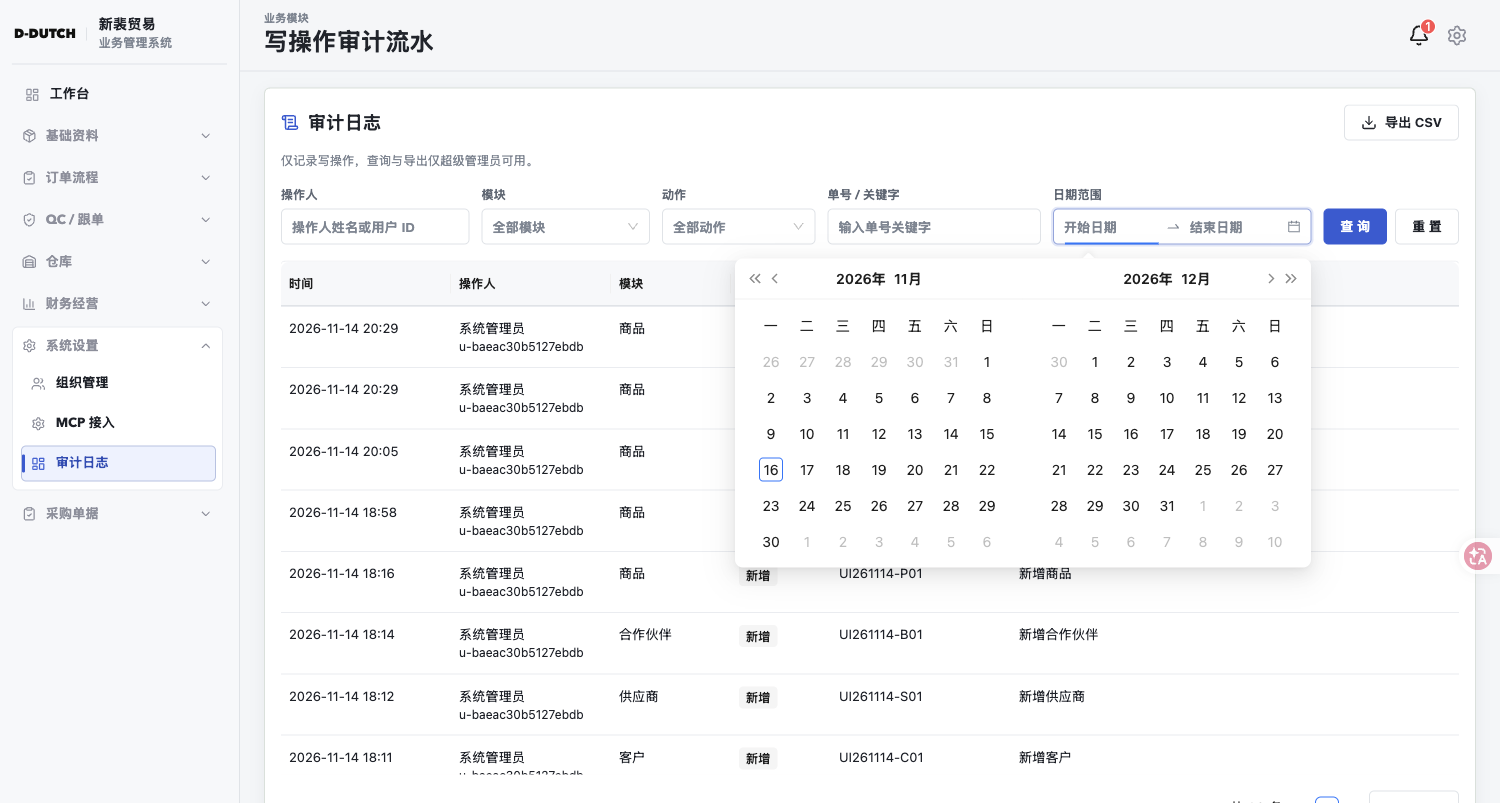 D-DUTCH
新裴贸易
业务管理系统
工作台
基础资料
订单流程
QC / 跟单
仓库
财务经营
系统设置
组织管理
MCP 接入
审计日志
采购单据
业务模块
写操作审计流水
1
审计日志
导出 CSV
仅记录写操作，查询与导出仅超级管理员可用。
操作人 模块 动作 单号 / 关键字 日期范围
操作人姓名或用户 ID 全部模块 全部动作 输入单号关键字 开始日期 结束日期 查 询 重 置
时间 操作人 模块
2026-11-14 20:29 系统管理员 商品
u-baeac30b5127ebdb
2026-11-14 20:29 系统管理员 商品
u-baeac30b5127ebdb
2026-11-14 20:05 系统管理员 商品
u-baeac30b5127ebdb
2026-11-14 18:58 系统管理员 商品
u-baeac30b5127ebdb
2026-11-14 18:16 系统管理员 商品 新增 UI261114-P01 新增商品
u-baeac30b5127ebdb
2026-11-14 18:14 系统管理员 合作伙伴 新增 UI261114-B01 新增合作伙伴
u-baeac30b5127ebdb
2026-11-14 18:12 系统管理员 供应商 新增 UI261114-S01 新增供应商
u-baeac30b5127ebdb
2026-11-14 18:11 系统管理员 客户 新增 UI261114-C01 新增客户
2026年 11月
一 二 三 四 五 六 日
26 27 28 29 30 31 1
2 3 4 5 6 7 8
9 10 11 12 13 14 15
16 17 18 19 20 21 22
23 24 25 26 27 28 29
30 1 2 3 4 5 6
2026年 12月
一 二 三 四 五 六 日
30 1 2 3 4 5 6
7 8 9 10 11 12 13
14 15 16 17 18 19 20
21 22 23 24 25 26 27
28 29 30 31 1 2 3
4 5 6 7 8 9 10